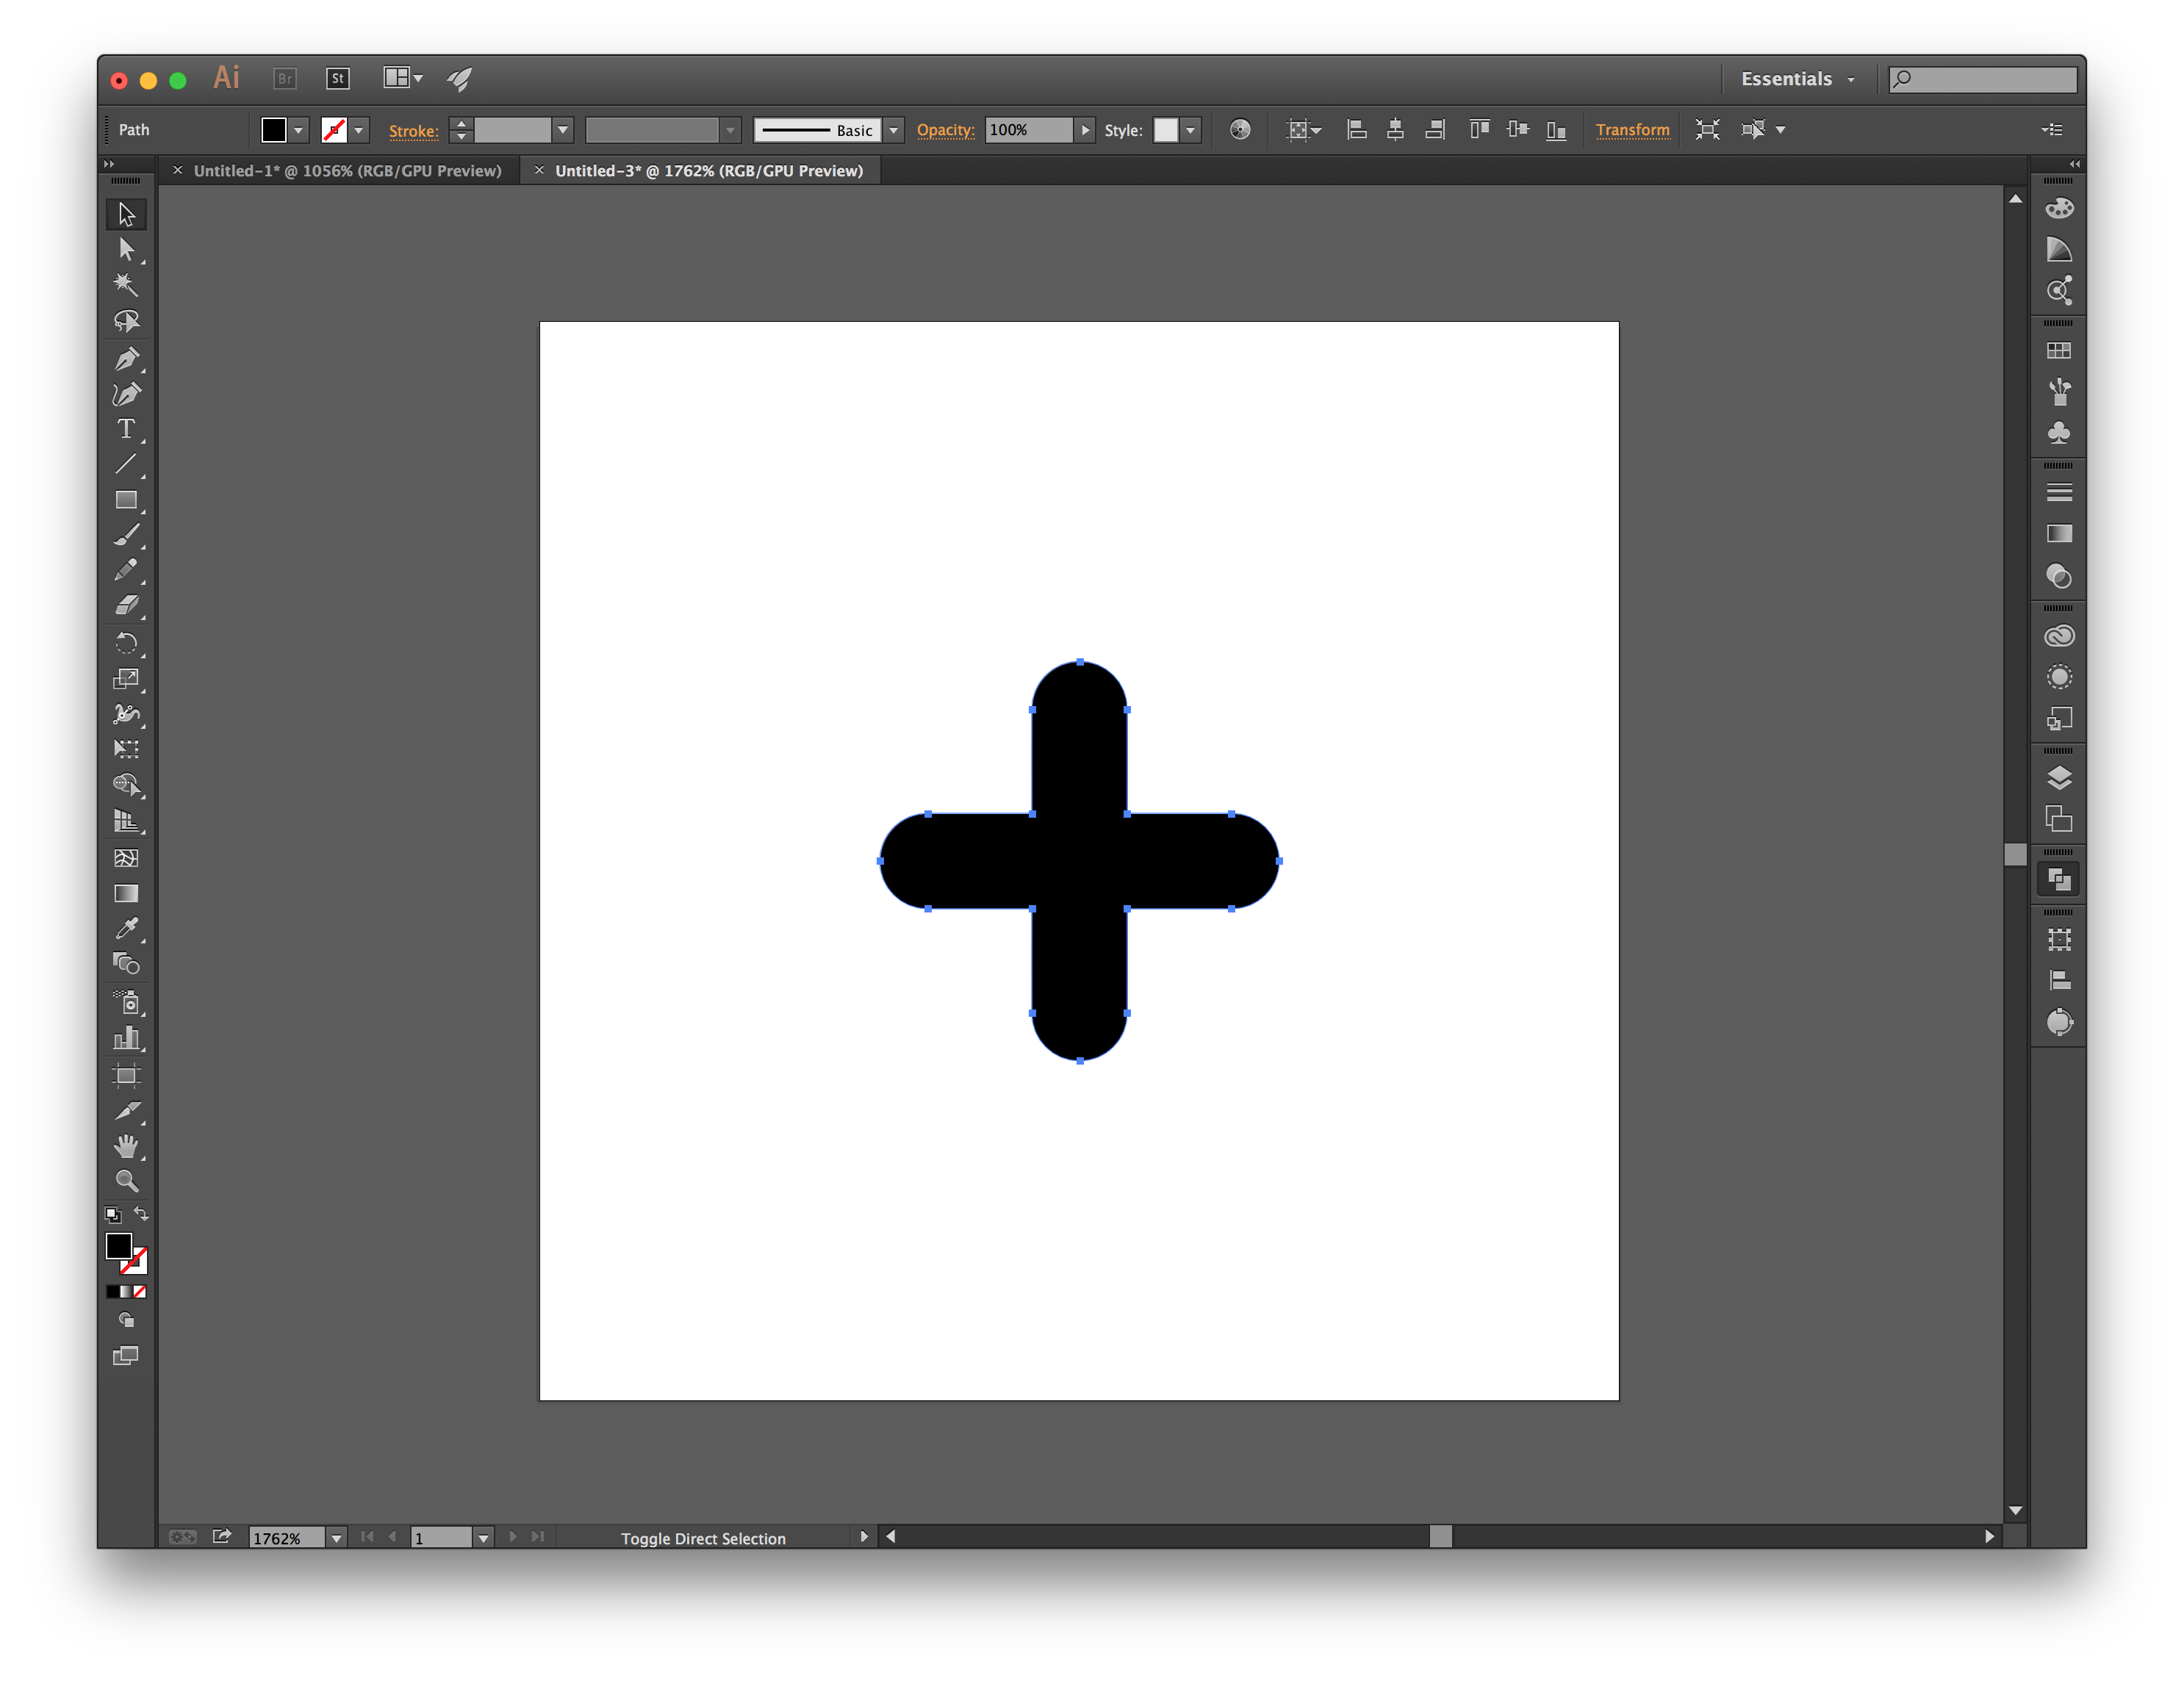 Ai Br St Essentials
Path Stroke: Basic Opacity: 100% Style: Transform
Untitled-1* @ 1056% (RGB/GPU Preview) Untitled-3* @ 1762% (RGB/GPU Preview)
T
1762% 1 Toggle Direct Selection